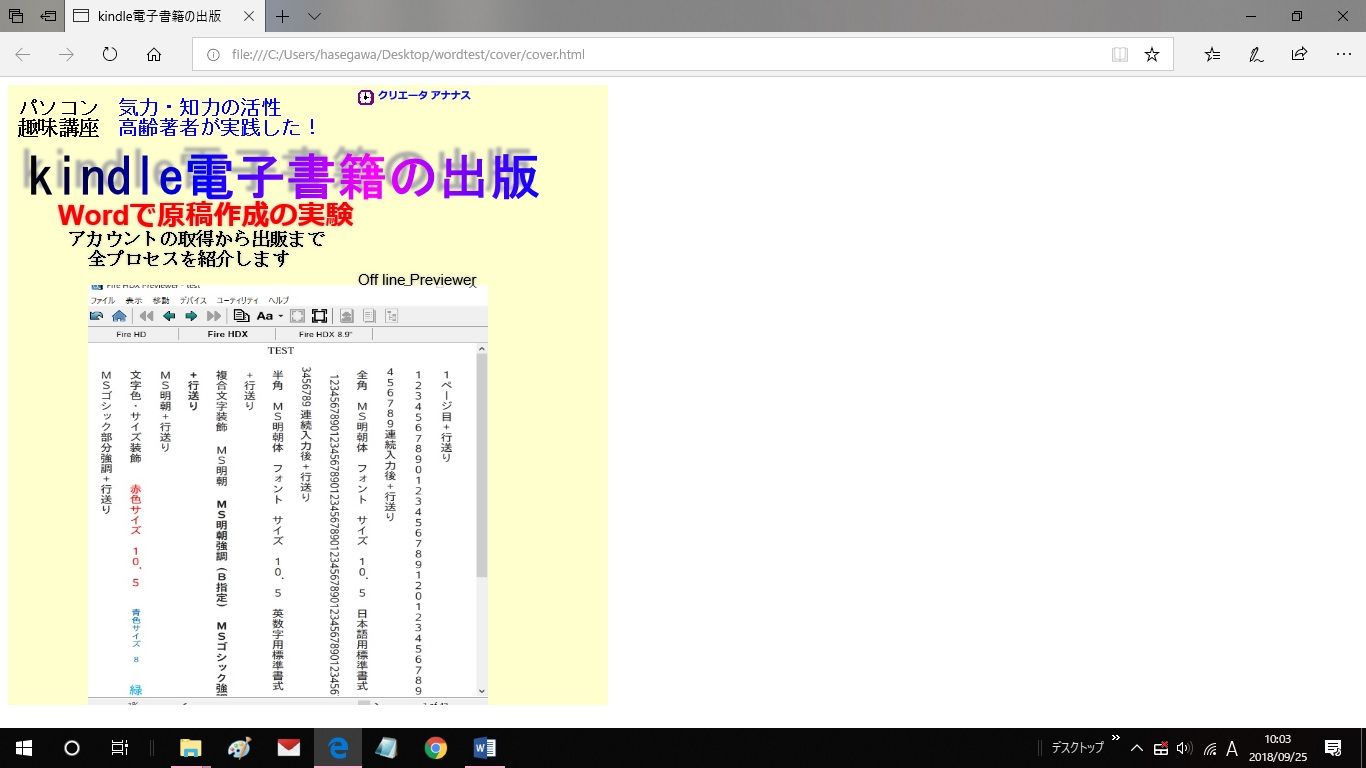 kindle電子書籍の出版
file:///C:/Users/hasegawa/Desktop/wordtest/cover/cover.html
パソコン 気力・知力の活性
趣味講座 高齢著者が実践した！
クリエータ アナナス
kindle電子書籍の出版
Wordで原稿作成の実験
アカウントの取得から出版まで
全プロセスを紹介します
Off line Previewer
Fire HDX Previewer - test
ファイル 表示 移動 デバイス ユーティリティ ヘルプ
Aa
Fire HD Fire HDX Fire HDX 8.9"
TEST
１ページ目＋行送り
１２３４５６７８９０１２３４５６７８９１２０１２３４５６７８９
４５６７８９連続入力後＋行送り
全角　ＭＳ明朝体　フォント　サイズ　１０．５　日本語用標準書式
12345678901234567890123456789012345678901234567890123456
3456789 連続入力後＋行送り
半角　ＭＳ明朝体　フォント　サイズ　１０．５　英数字用標準書式
＋行送り
複合文字装飾　ＭＳ明朝　ＭＳ明朝強調（Ｂ指定）　ＭＳゴシック強
＋行送り
ＭＳ明朝＋行送り
文字色・サイズ装飾　赤色サイズ　１０．５　青色サイズ　８　緑
ＭＳゴシック部分強調＋行送り
デスクトップ
A
10:03
2018/09/25